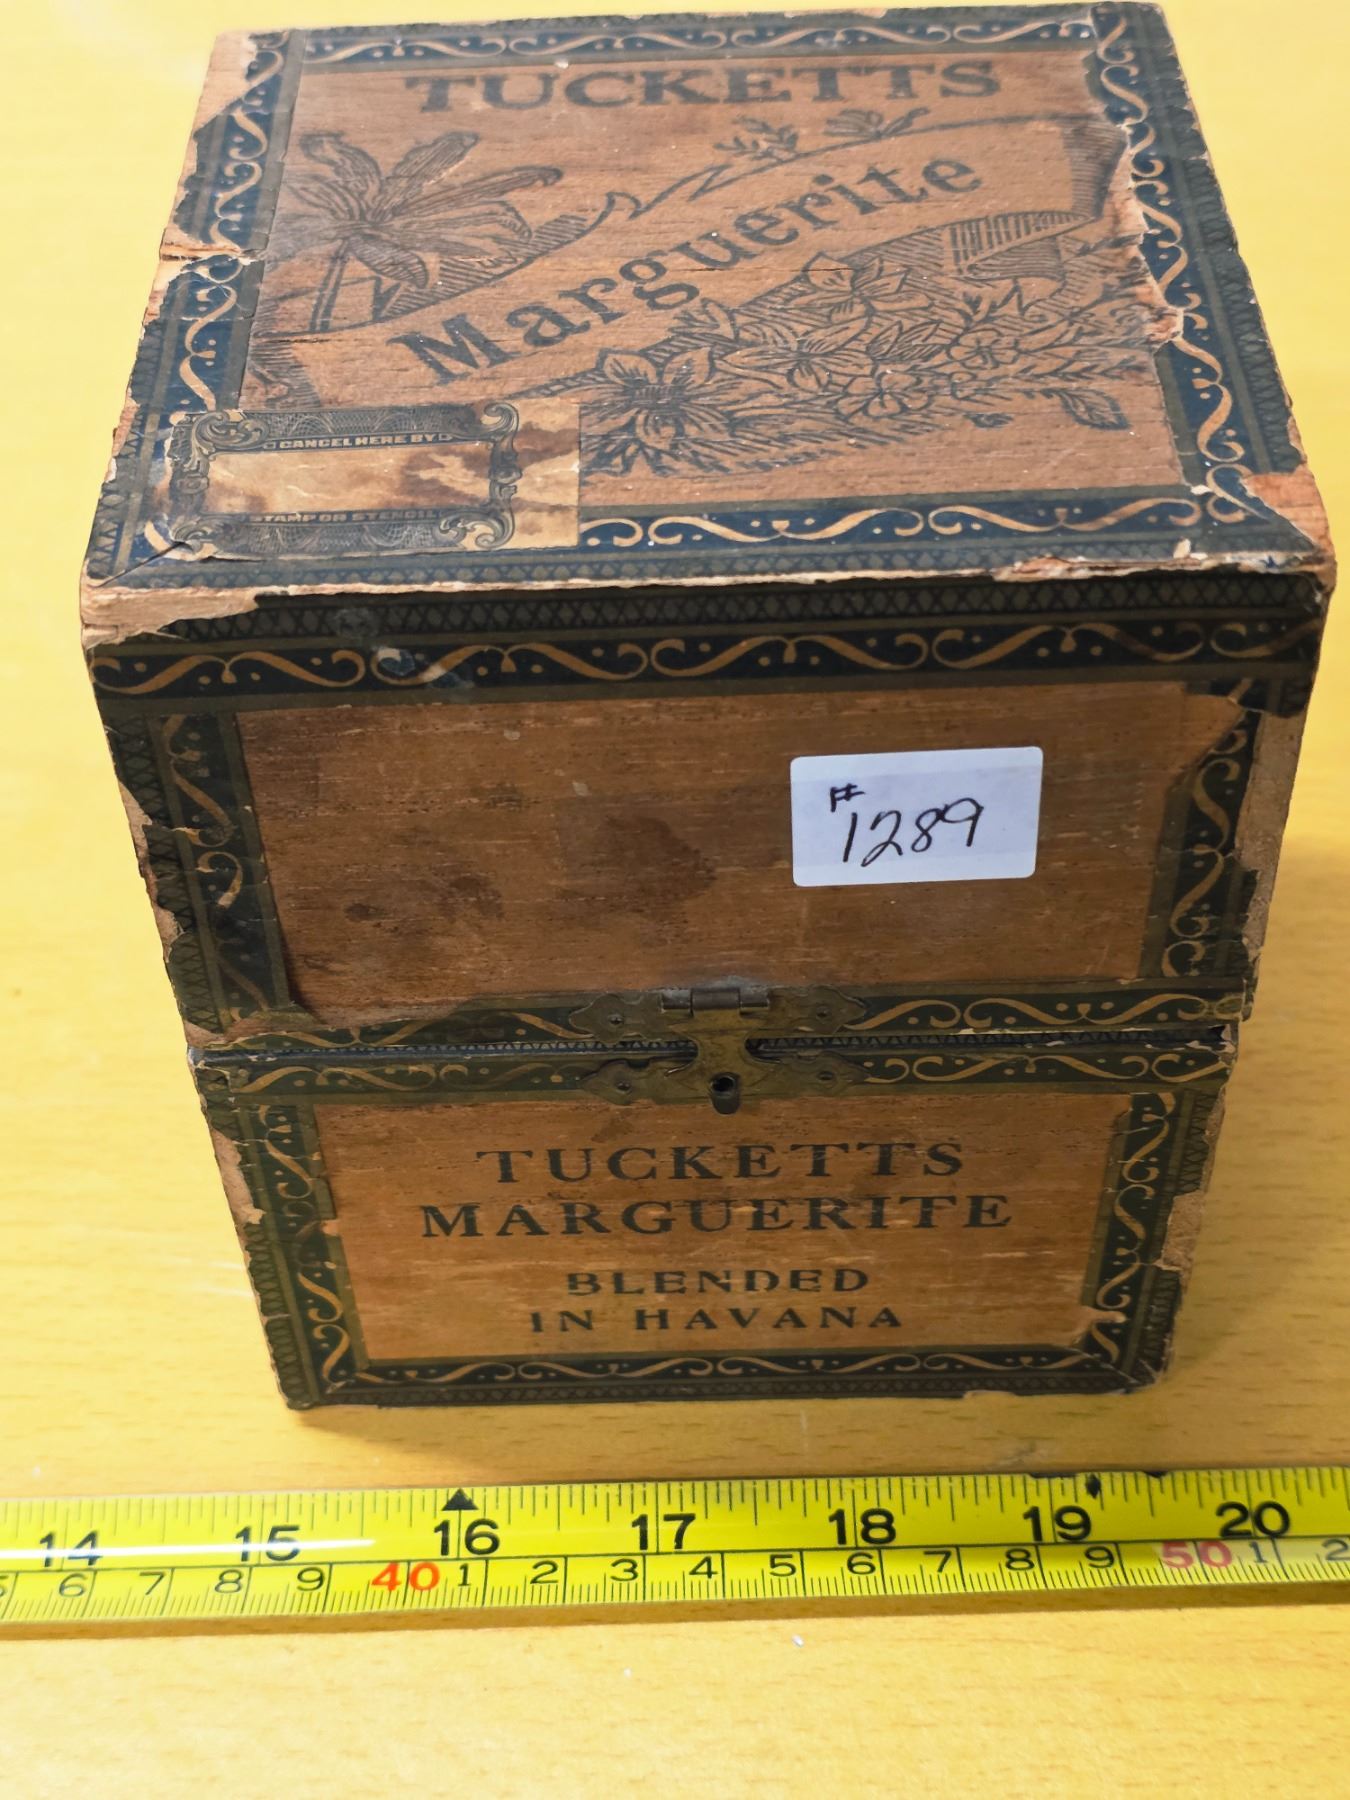 TUCKETTS
Marguerite
CANCEL HERE BY
STAMP OR STENCIL
#
1289
TUCKETTS
MARGUERITE
BLENDED
IN HAVANA
14 15 16 17 18 19 20
6 7 8 9 40 1 2 3 4 5 6 7 8 9 50 1 2